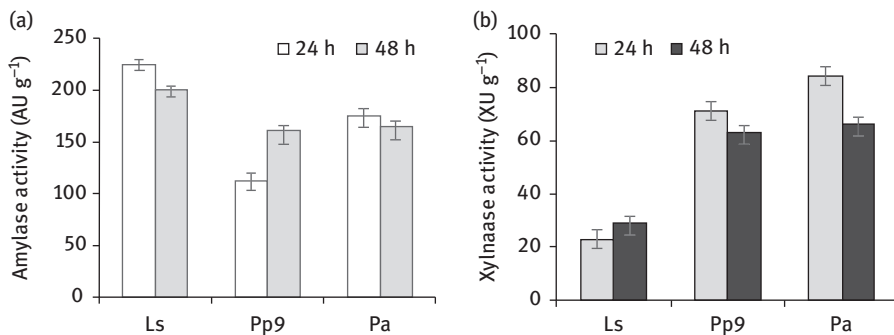 (a)
Amylase activity (AU g⁻¹)
250
200
150
100
50
0
24 h
48 h
Ls
Pp9
Pa
(b)
Xylnaase activity (XU g⁻¹)
100
80
60
40
20
0
24 h
48 h
Ls
Pp9
Pa